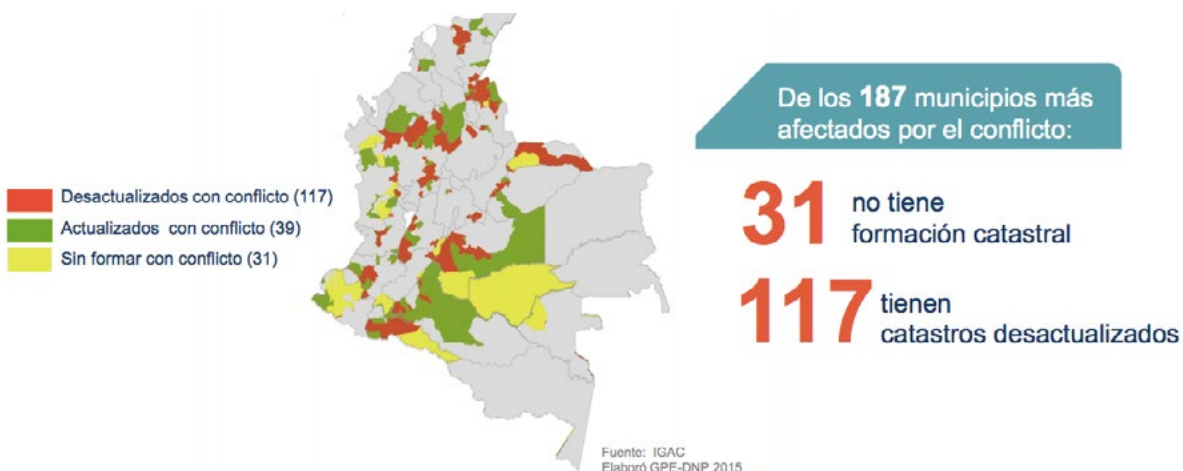 Desactualizados con conflicto (117)
Actualizados con conflicto (39)
Sin formar con conflicto (31)
De los 187 municipios más
afectados por el conflicto:
31 no tiene
formación catastral
117 tienen
catastros desactualizados
Fuente: IGAC
Elaboró GPE-DNP 2015